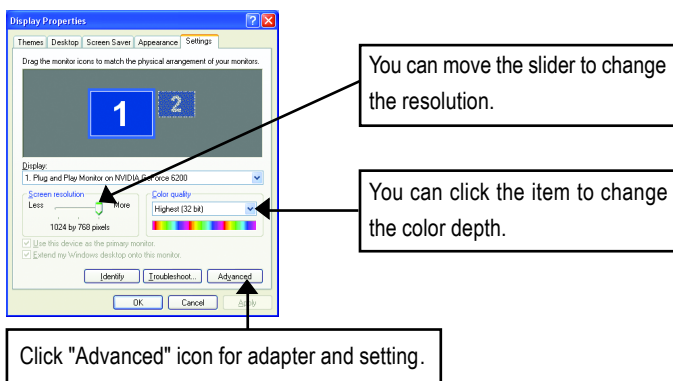 Display Properties
Themes Desktop Screen Saver Appearance Settings
Drag the monitor icons to match the physical arrangement of your monitors.
1
2
Display:
1. Plug and Play Monitor on NVIDIA GeForce 6200
Screen resolution
Less More
1024 by 768 pixels
Color quality
Highest (32 bit)
Use this device as the primary monitor.
Extend my Windows desktop onto this monitor.
Identify Troubleshoot... Advanced
OK Cancel Apply
You can move the slider to change
the resolution.
You can click the item to change
the color depth.
Click "Advanced" icon for adapter and setting.